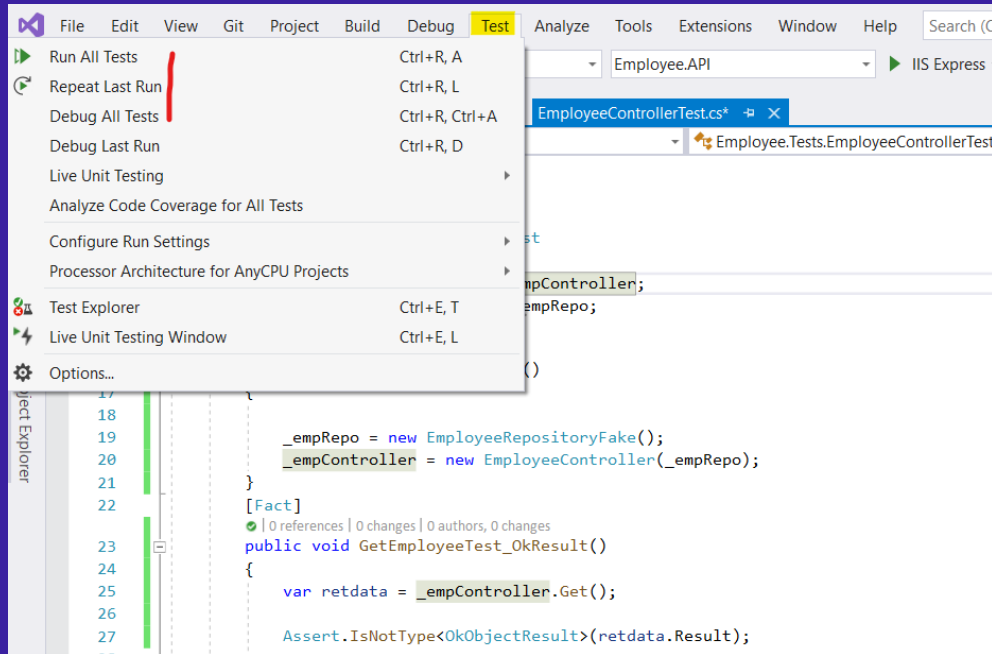 File Edit View Git Project Build Debug Test Analyze Tools Extensions Window Help Search (
Run All Tests Ctrl+R, A
Employee.API IIS Express
Repeat Last Run Ctrl+R, L
Debug All Tests Ctrl+R, Ctrl+A
EmployeeControllerTest.cs*
Debug Last Run Ctrl+R, D
Employee.Tests.EmployeeControllerTest
Live Unit Testing
Analyze Code Coverage for All Tests
Configure Run Settings
st
Processor Architecture for AnyCPU Projects
mpController;
Test Explorer Ctrl+E, T
empRepo;
Live Unit Testing Window Ctrl+E, L
Options...
()
17 {
18
19 _empRepo = new EmployeeRepositoryFake();
20 _empController = new EmployeeController(_empRepo);
21 }
22 [Fact]
0 references | 0 changes | 0 authors, 0 changes
23 public void GetEmployeeTest_OkResult()
24 {
25 var retdata = _empController.Get();
26
27 Assert.IsNotType<OkObjectResult>(retdata.Result);
ject Explorer